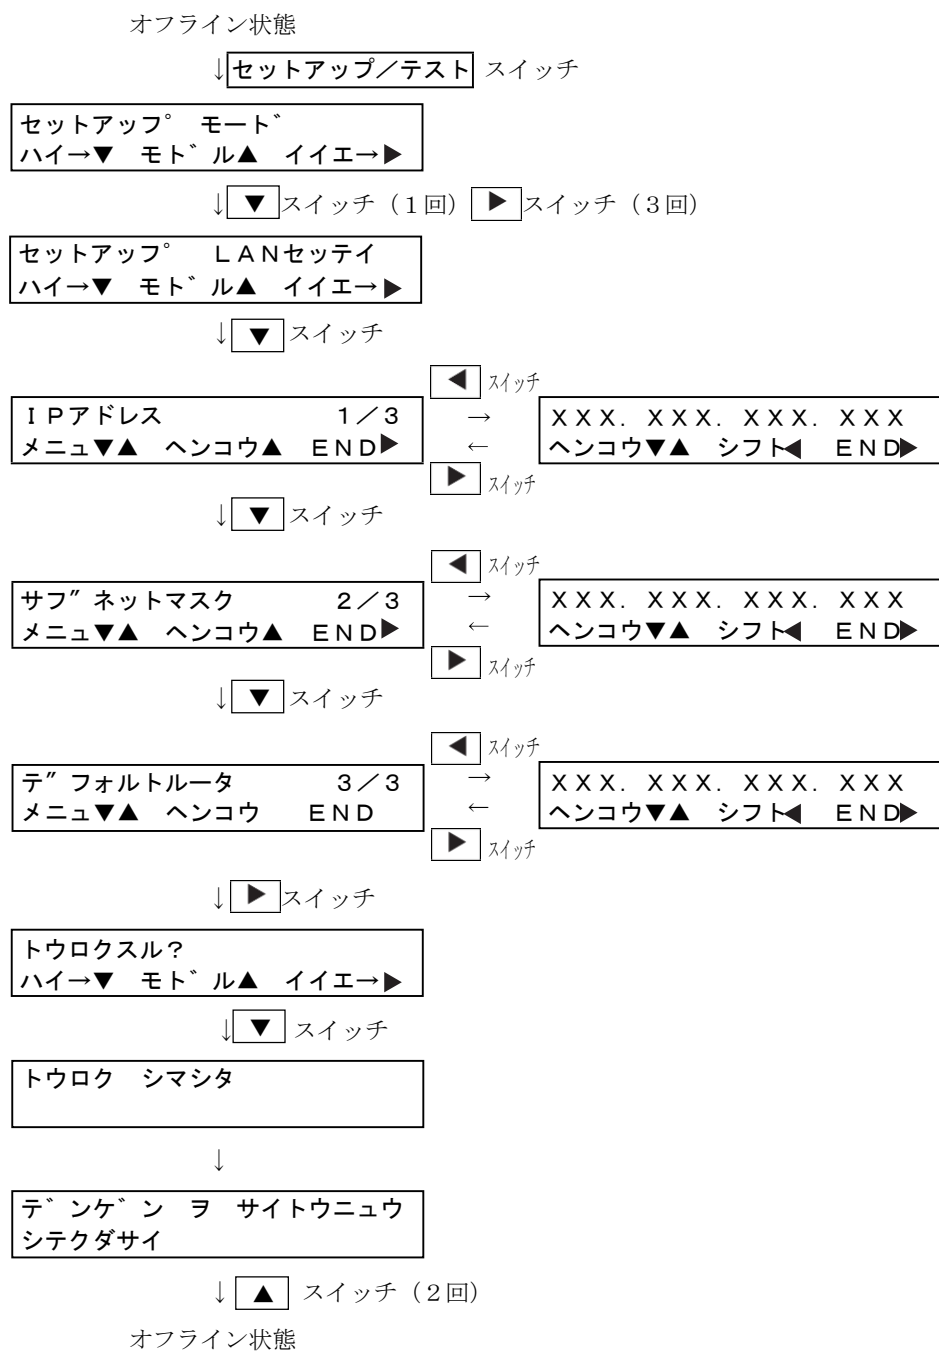 オフライン状態
↓セットアップ／テスト スイッチ
セットアッフ゜ モート゛
ハイ→▼ モト゛ル▲ イイエ→▶
↓▼スイッチ（１回）▶スイッチ（３回）
セットアッフ゜ ＬＡＮセッテイ
ハイ→▼ モト゛ル▲ イイエ→▶
↓▼スイッチ
◀ ｽｲｯﾁ
ＩＰアドレス １／３ → ＸＸＸ．ＸＸＸ．ＸＸＸ．ＸＸＸ
メニュ▼▲ ヘンコウ▲ ＥＮＤ▶ ← ヘンコウ▼▲ シフト◀ ＥＮＤ▶
▶ ｽｲｯﾁ
↓▼スイッチ
◀ ｽｲｯﾁ
サフ″ネットマスク ２／３ → ＸＸＸ．ＸＸＸ．ＸＸＸ．ＸＸＸ
メニュ▼▲ ヘンコウ▲ ＥＮＤ▶ ← ヘンコウ▼▲ シフト◀ ＥＮＤ▶
▶ ｽｲｯﾁ
↓▼スイッチ
◀ ｽｲｯﾁ
テ″フォルトルータ ３／３ → ＸＸＸ．ＸＸＸ．ＸＸＸ．ＸＸＸ
メニュ▼▲ ヘンコウ ＥＮＤ ← ヘンコウ▼▲ シフト◀ ＥＮＤ▶
▶ ｽｲｯﾁ
↓▶スイッチ
トウロクスル？
ハイ→▼ モト゛ル▲ イイエ→▶
↓▼ スイッチ
トウロク シマシタ
↓
テ゛ンケ゛ン ヲ サイトウニュウ
シテクダサイ
↓▲ スイッチ（２回）
オフライン状態